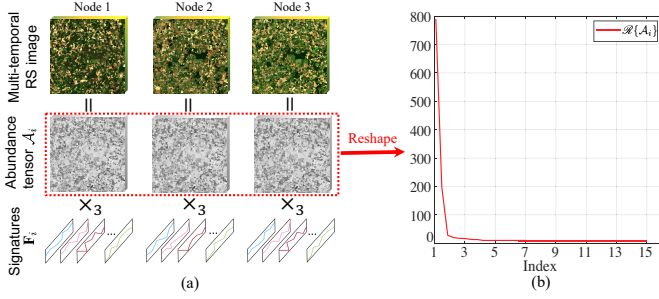 Node 1
Node 2
Node 3
Multi-temporal
RS image
=
=
=
Abundance
tensor 𝒜ᵢ
Reshape
×₃
×₃
×₃
Signatures
𝐅ᵢ
...
...
...
(a)
800
700
600
500
400
300
200
100
0
1
3
5
7
9
11
13
15
Index
ℛ{𝒜ᵢ}
(b)